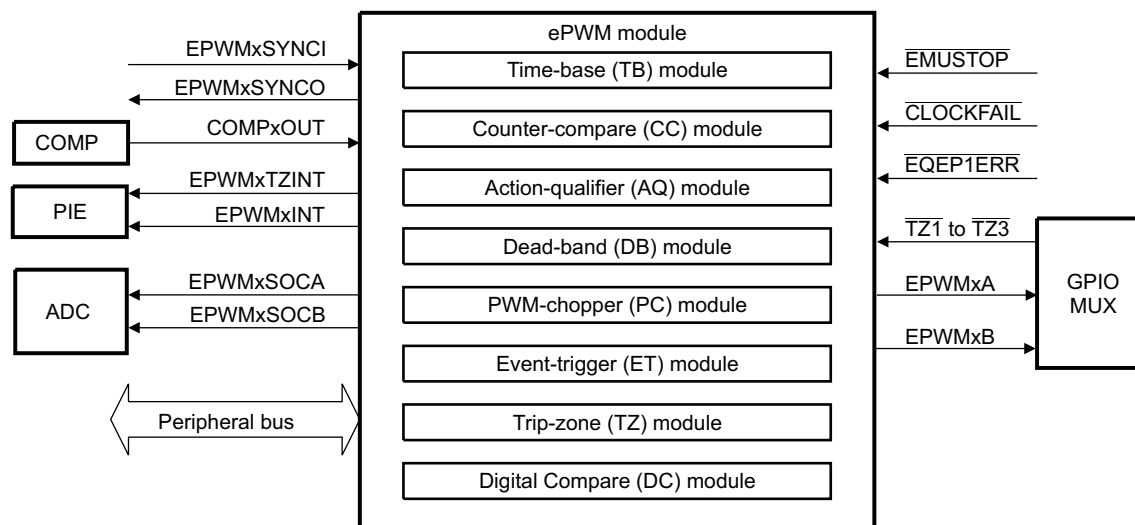 ePWM module
EPWMxSYNCI
EPWMxSYNCO
COMP
COMPxOUT
PIE
EPWMxTZINT
EPWMxINT
ADC
EPWMxSOCA
EPWMxSOCB
Peripheral bus
Time-base (TB) module
Counter-compare (CC) module
Action-qualifier (AQ) module
Dead-band (DB) module
PWM-chopper (PC) module
Event-trigger (ET) module
Trip-zone (TZ) module
Digital Compare (DC) module
EMUSTOP
CLOCKFAIL
EQEP1ERR
TZ1 to TZ3
EPWMxA
EPWMxB
GPIO
MUX